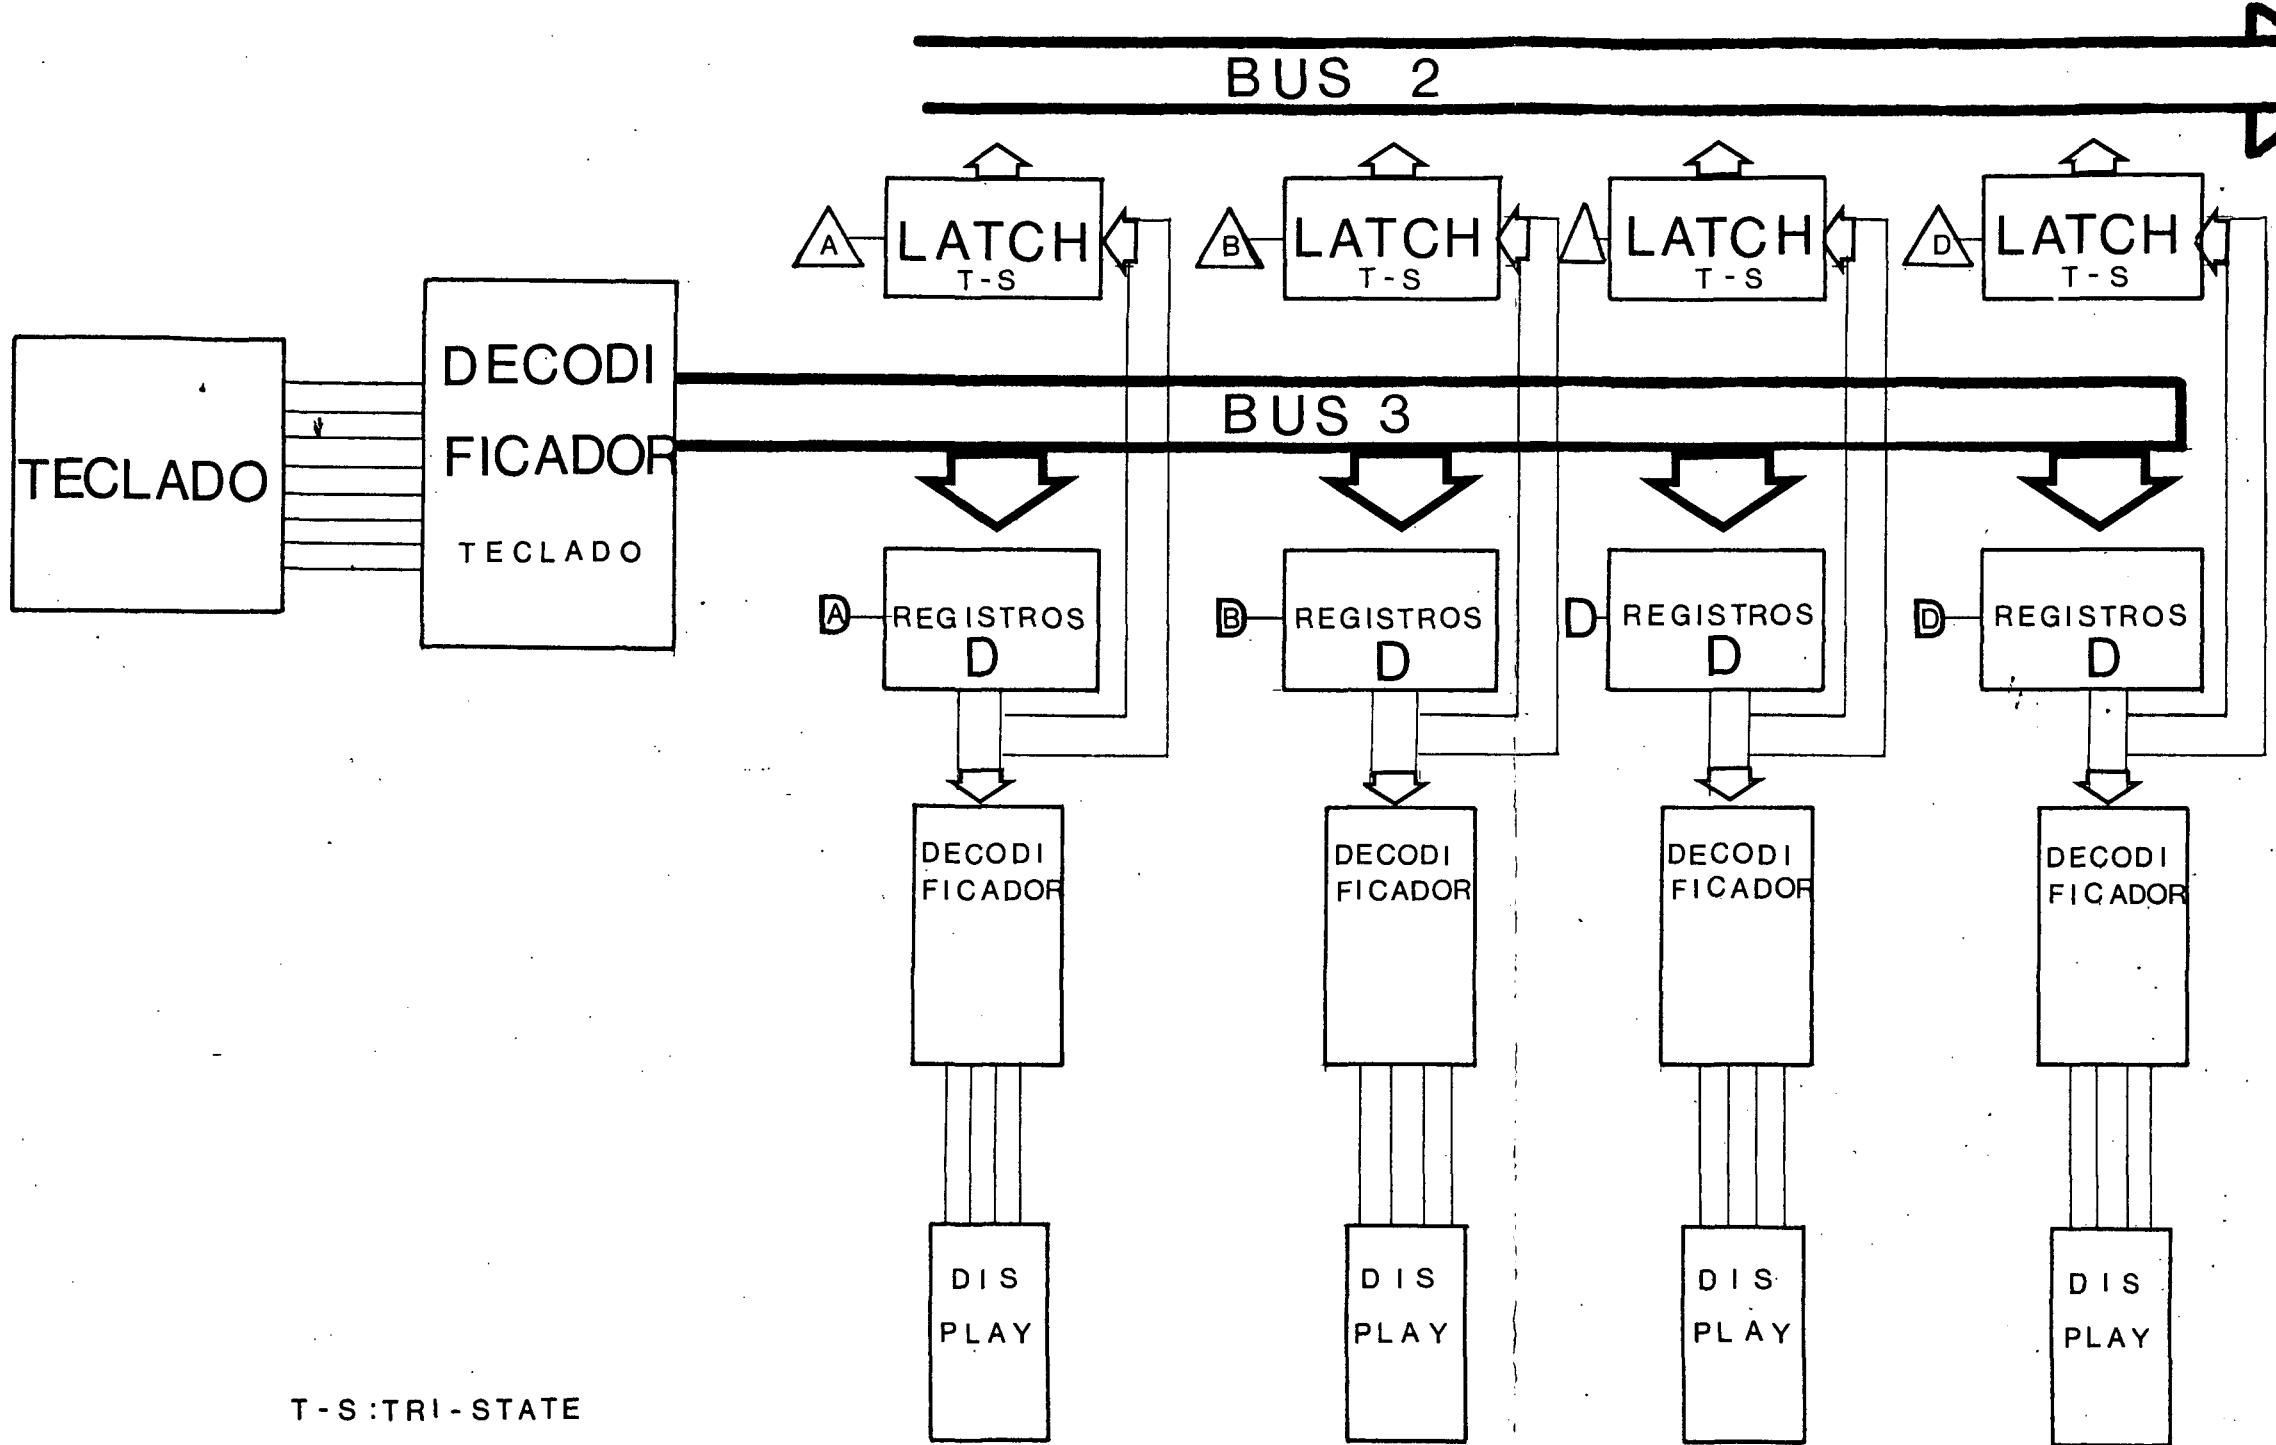 BUS 2
LATCH
T-S
A
LATCH
T-S
B
LATCH
T-S
LATCH
T-S
D
TECLADO
DECODI
FICADOR
TECLADO
BUS 3
A
REGISTROS
D
B
REGISTROS
D
D
REGISTROS
D
D
REGISTROS
D
DECODI
FICADOR
DECODI
FICADOR
DECODI
FICADOR
DECODI
FICADOR
DIS
PLAY
DIS
PLAY
DIS
PLAY
DIS
PLAY
T-S:TRI-STATE